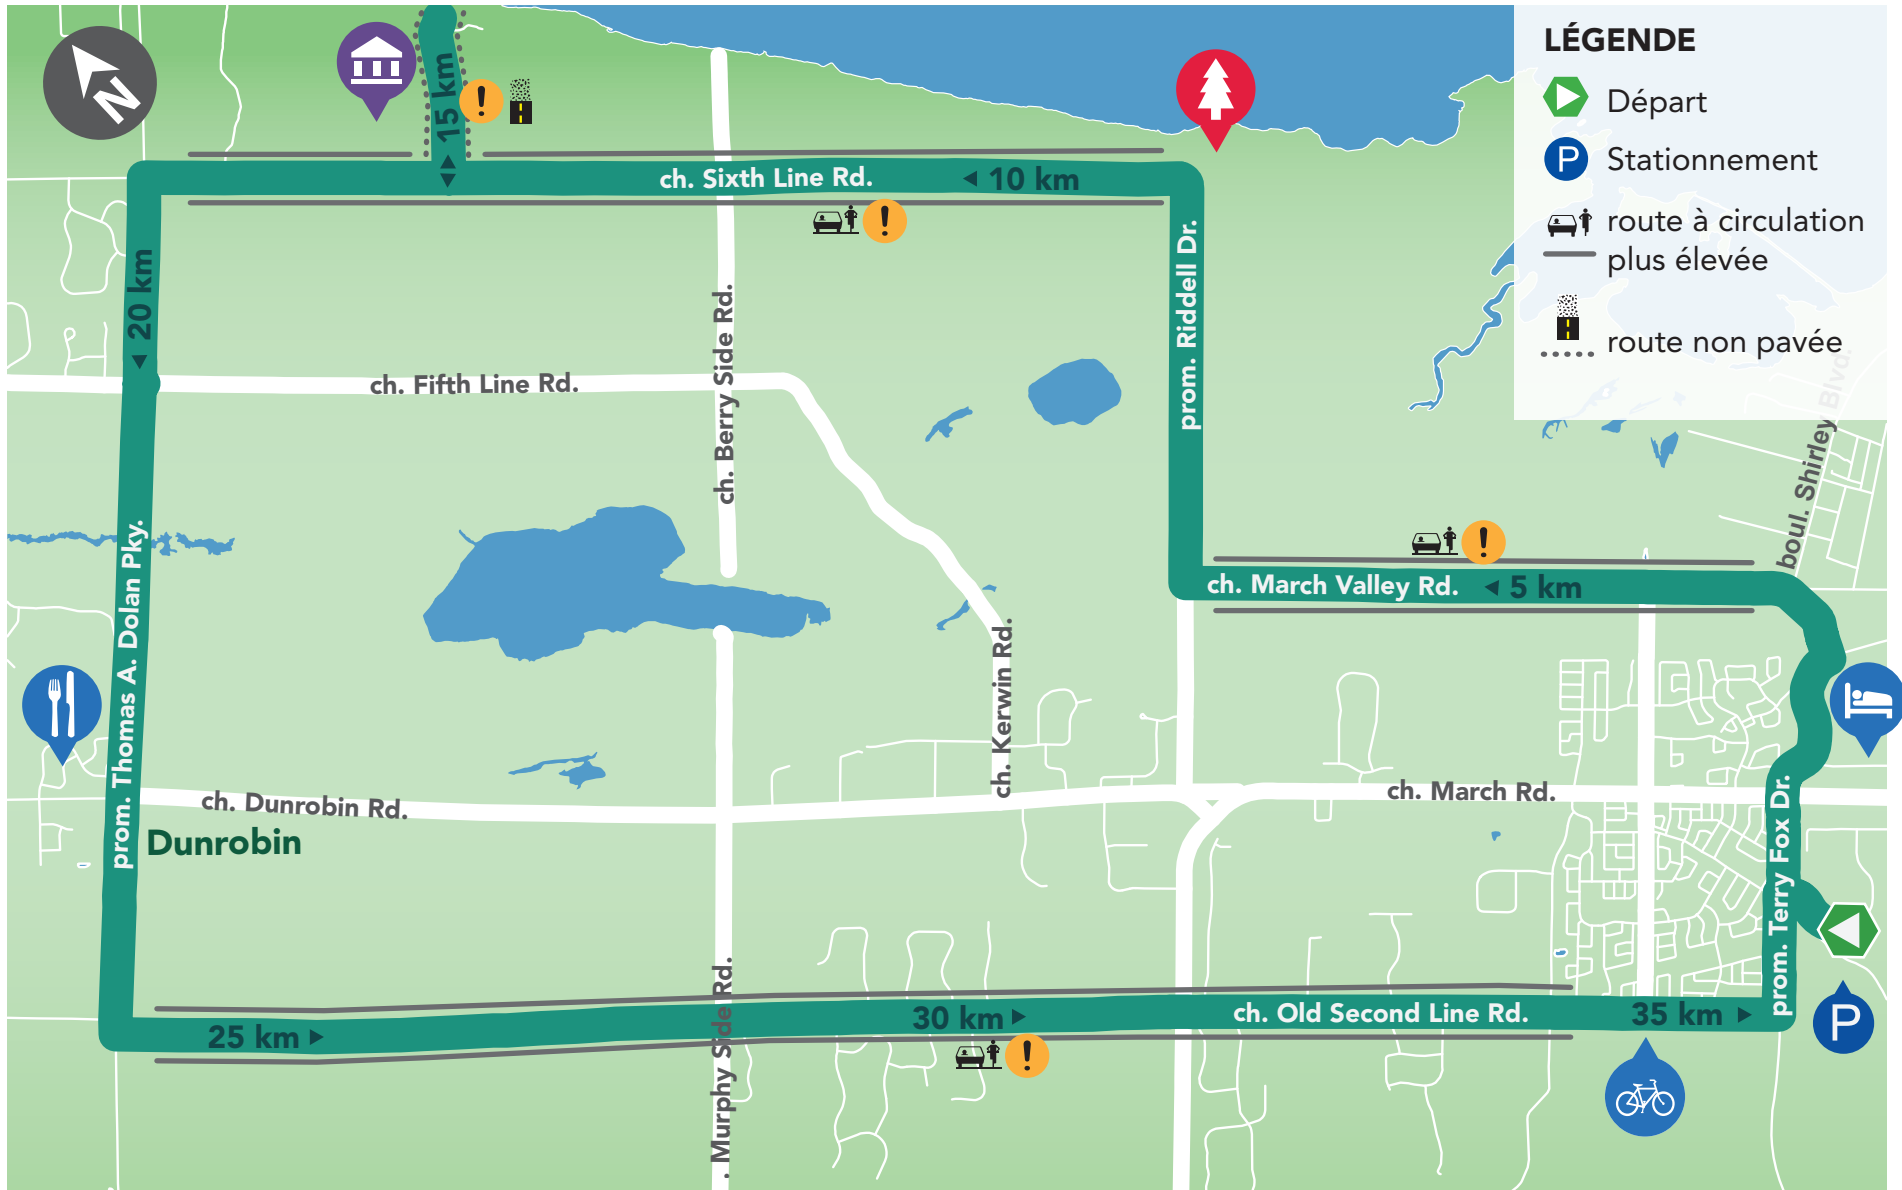 N
15 km
LÉGENDE
Départ
P Stationnement
route à circulation
plus élevée
route non pavée
ch. Sixth Line Rd.
10 km
prom. Riddell Dr.
20 km
ch. Fifth Line Rd.
ch. Berry Side Rd.
boul. Shirley Blvd.
prom. Thomas A. Dolan Pky.
ch. March Valley Rd.
5 km
ch. Kerwin Rd.
ch. Dunrobin Rd.
Dunrobin
ch. March Rd.
prom. Terry Fox Dr.
25 km
. Murphy Side Rd.
30 km
ch. Old Second Line Rd.
35 km
P